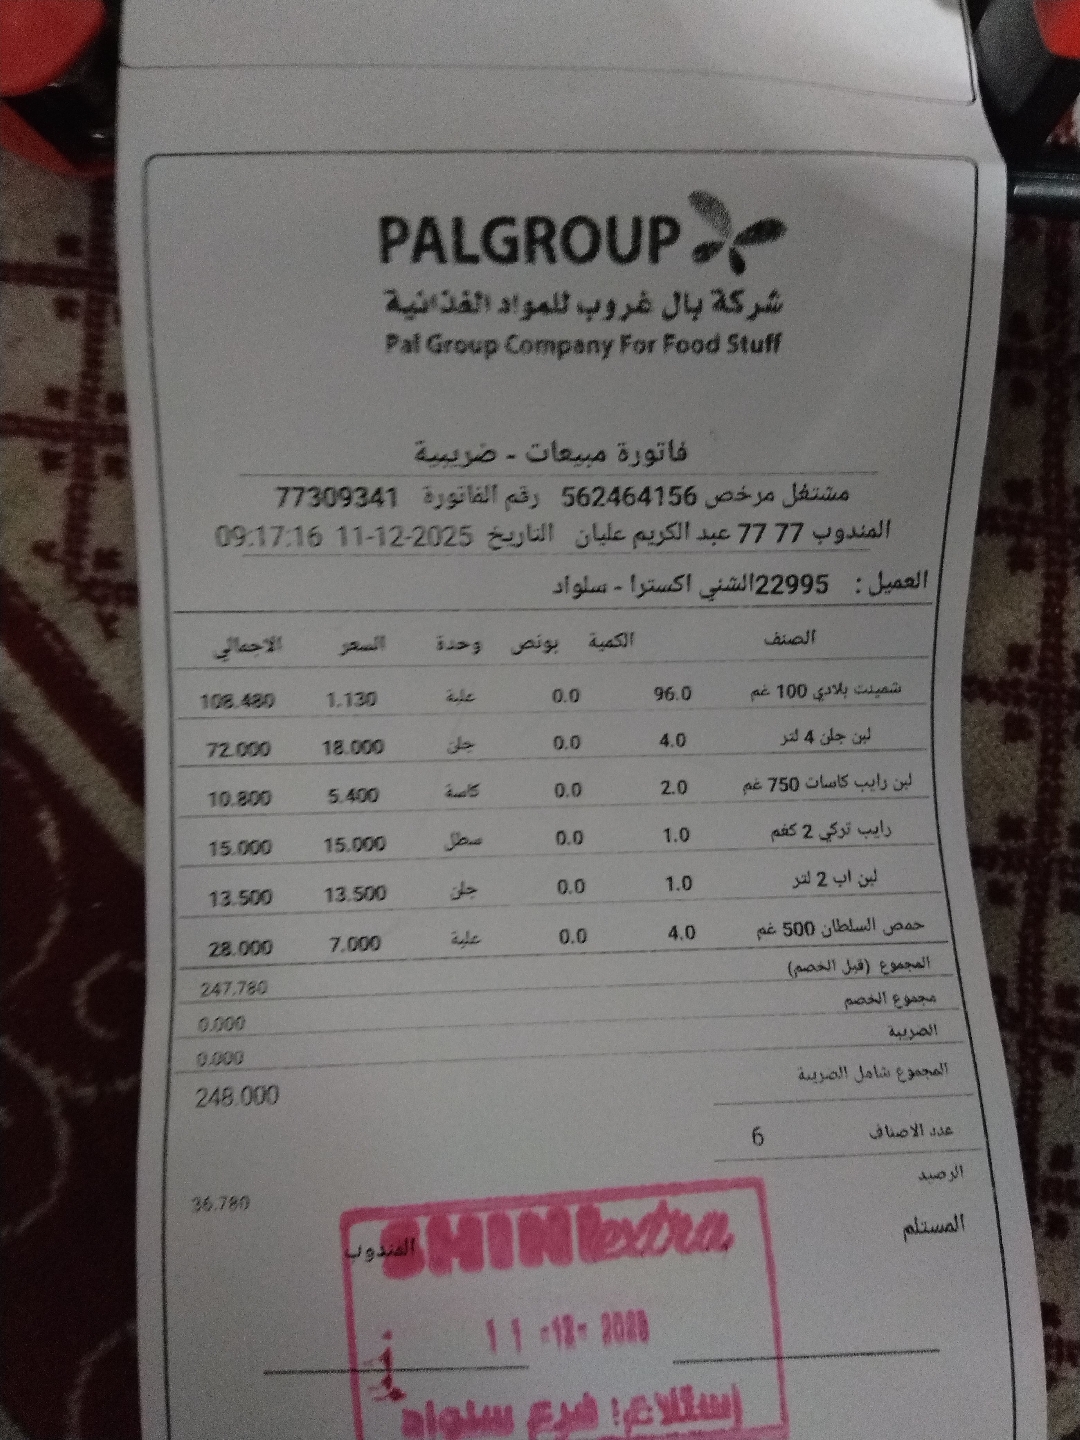 PALGROUP
شركة بال غروب للمواد الغذائية
Pal Group Company For Food Stuff
فاتورة مبيعات - ضريبية
مشتغل مرخص 562464156 رقم الفاتورة 77309341
المندوب 77 77 عبد الكريم عليان التاريخ 11-12-2025 09:17:16
العميل : 22995الشني اكسترا - سلواد
الصنف الكمية بونص وحدة السعر الاجمالي
شمينت بلادي 100 غم 96.0 0.0 علبة 1.130 108.480
لبن جلن 4 لتر 4.0 0.0 جلن 18.000 72.000
لبن رايب كاسات 750 غم 2.0 0.0 كاسة 5.400 10.800
رايب تركي 2 كغم 1.0 0.0 سطل 15.000 15.000
لبن اب 2 لتر 1.0 0.0 جلن 13.500 13.500
حمص السلطان 500 غم 4.0 0.0 علبة 7.000 28.000
المجموع (قبل الخصم) 247.780
مجموع الخصم 0.000
الضريبة 0.000
المجموع شامل الضريبة 248.000
عدد الاصناف 6
الرصيد 36.780
المستلم المندوب
SHINI extra
11 -12- 2025
إستلام: فرع سلواد